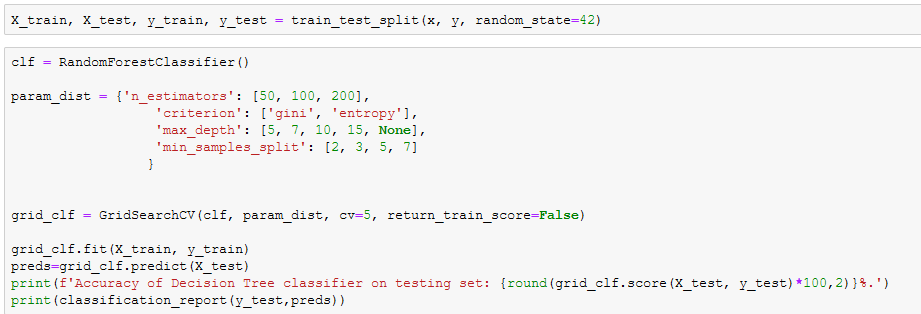 X_train, X_test, y_train, y_test = train_test_split(x, y, random_state=42)
clf = RandomForestClassifier()
param_dist = {'n_estimators': [50, 100, 200],
'criterion': ['gini', 'entropy'],
'max_depth': [5, 7, 10, 15, None],
'min_samples_split': [2, 3, 5, 7]
}
grid_clf = GridSearchCV(clf, param_dist, cv=5, return_train_score=False)
grid_clf.fit(X_train, y_train)
preds=grid_clf.predict(X_test)
print(f'Accuracy of Decision Tree classifier on testing set: {round(grid_clf.score(X_test, y_test)*100,2)}%.')
print(classification_report(y_test,preds))